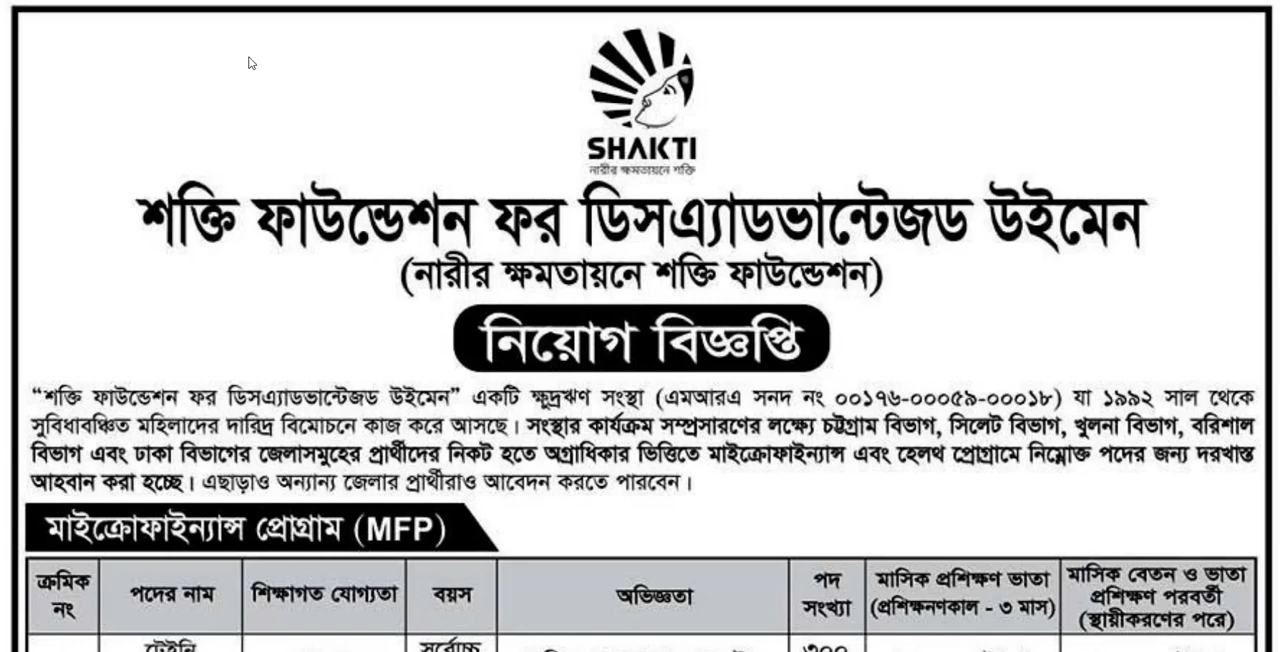 SHAKTI
নারীর ক্ষমতায়নে শক্তি
শক্তি ফাউন্ডেশন ফর ডিসএ্যাডভান্টেজড উইমেন
(নারীর ক্ষমতায়নে শক্তি ফাউন্ডেশন)
নিয়োগ বিজ্ঞপ্তি
“শক্তি ফাউন্ডেশন ফর ডিসএ্যাডভান্টেজড উইমেন” একটি ক্ষুদ্রঋণ সংস্থা (এমআরএ সনদ নং ০০১৭৬-০০০৫৯-০০০১৮) যা ১৯৯২ সাল থেকে
সুবিধাবঞ্চিত মহিলাদের দারিদ্র বিমোচনে কাজ করে আসছে। সংস্থার কার্যক্রম সম্প্রসারণের লক্ষ্যে চট্টগ্রাম বিভাগ, সিলেট বিভাগ, খুলনা বিভাগ, বরিশাল
বিভাগ এবং ঢাকা বিভাগের জেলাসমুহের প্রার্থীদের নিকট হতে অগ্রাধিকার ভিত্তিতে মাইক্রোফাইন্যান্স এবং হেলথ প্রোগ্রামে নিম্নোক্ত পদের জন্য দরখাস্ত
আহবান করা হচ্ছে। এছাড়াও অন্যান্য জেলার প্রার্থীরাও আবেদন করতে পারবেন।
মাইক্রোফাইন্যান্স প্রোগ্রাম (MFP)
ক্রমিক নং পদের নাম শিক্ষাগত যোগ্যতা বয়স অভিজ্ঞতা পদ সংখ্যা মাসিক প্রশিক্ষণ ভাতা (প্রশিক্ষনণকাল - ৩ মাস) মাসিক বেতন ও ভাতা প্রশিক্ষণ পরবর্তী (স্থায়ীকরণের পরে)
ট্রেইনি সর্বোচ্চ ৩০০